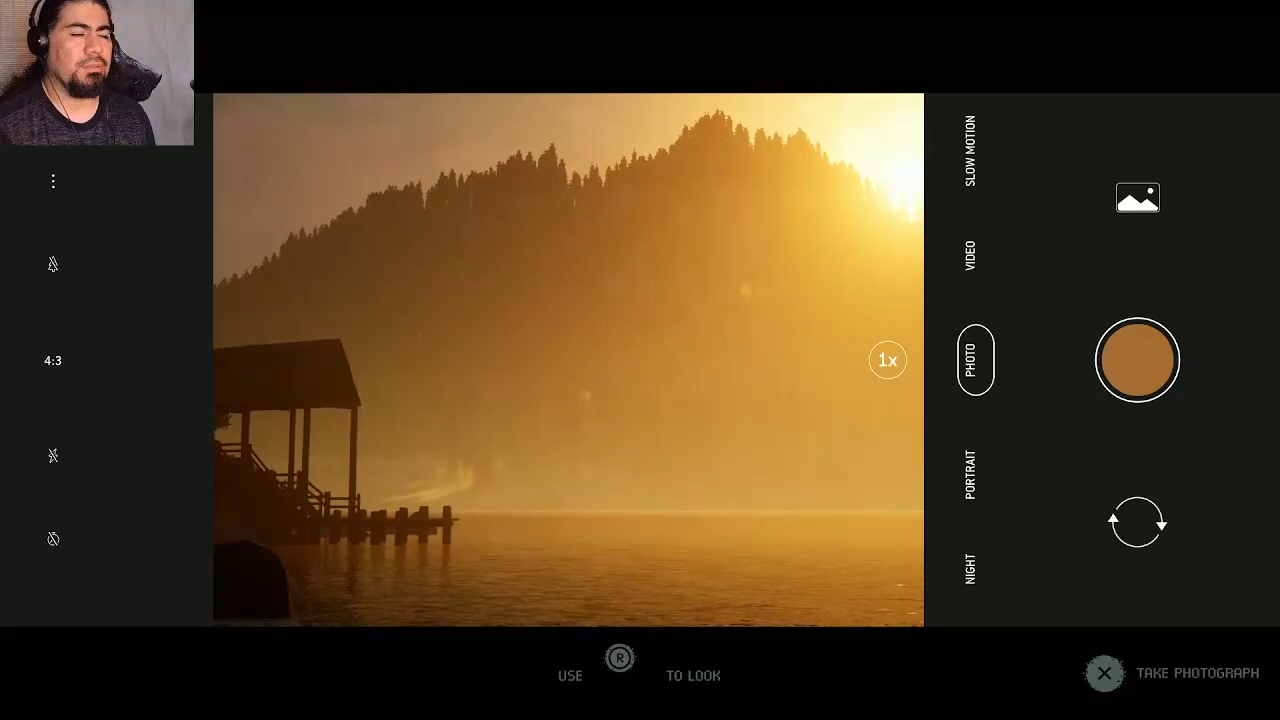 4:3
1x
SLOW MOTION
VIDEO
PHOTO
PORTRAIT
NIGHT
USE R TO LOOK
TAKE PHOTOGRAPH